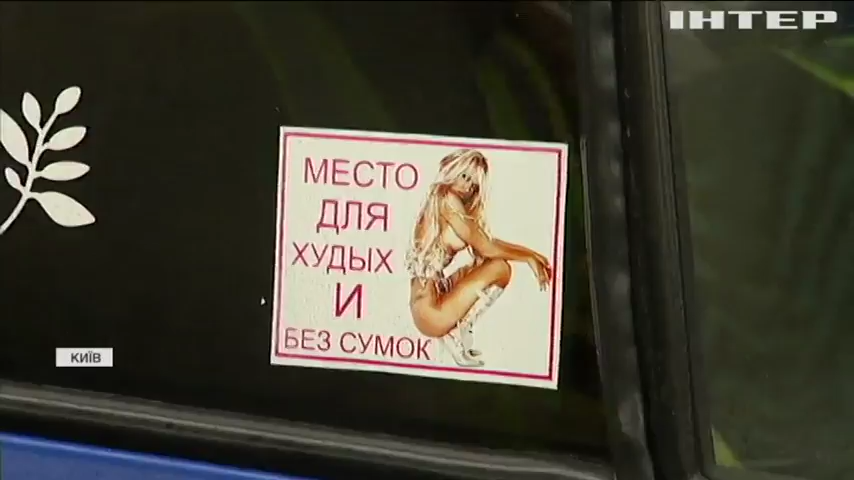 ІНТЕР
МЕСТО
ДЛЯ
ХУДЫХ
И
БЕЗ СУМОК
КИЇВ